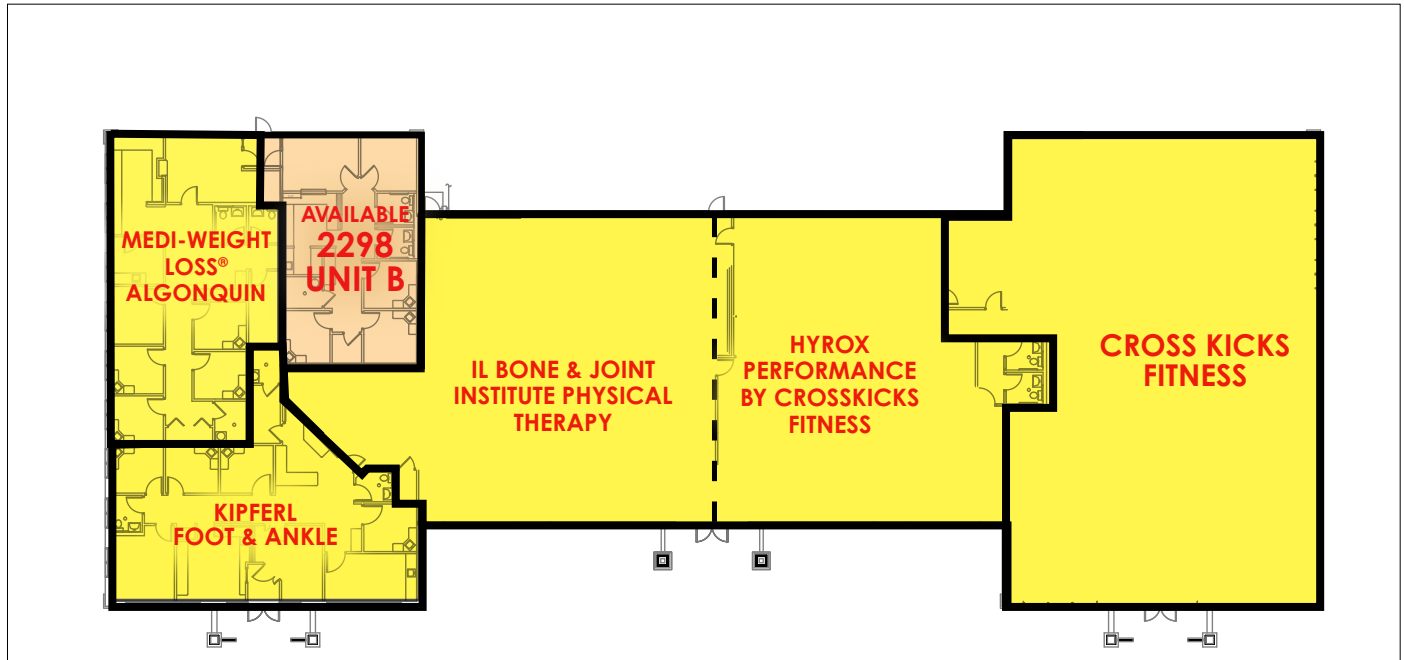 MEDI-WEIGHT
LOSS®
ALGONQUIN
AVAILABLE
2298
UNIT B
IL BONE & JOINT
INSTITUTE PHYSICAL
THERAPY
HYROX
PERFORMANCE
BY CROSSKICKS
FITNESS
CROSS KICKS
FITNESS
KIPFERL
FOOT & ANKLE